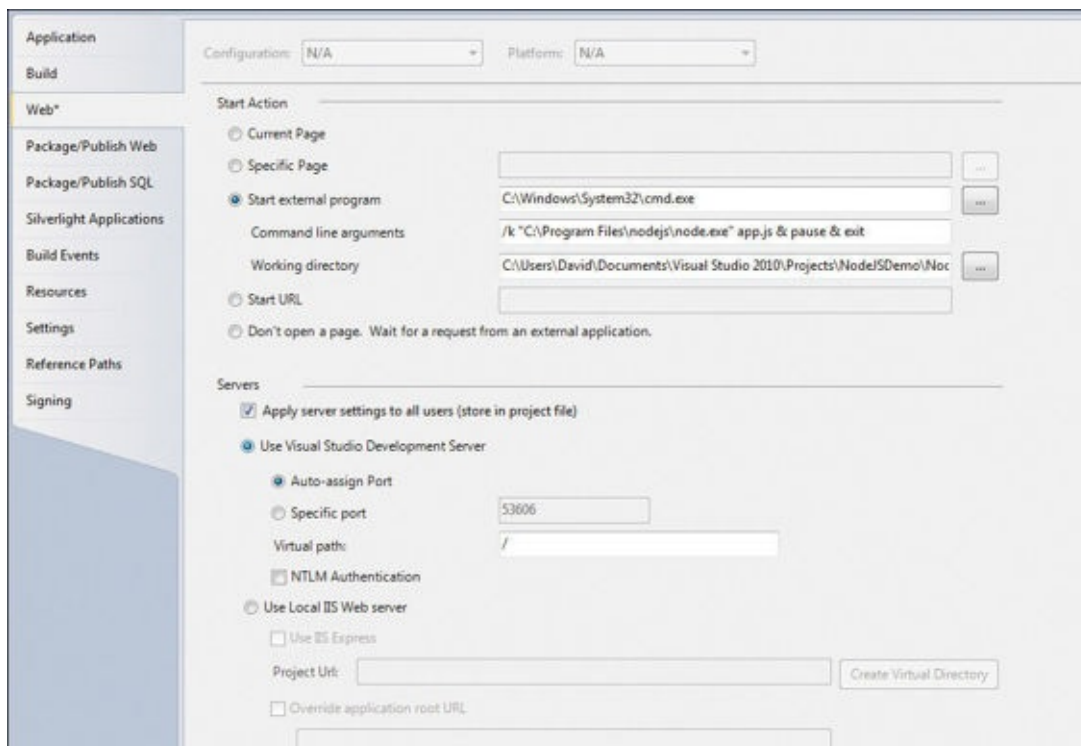 Application
Build
Web*
Package/Publish Web
Package/Publish SQL
Silverlight Applications
Build Events
Resources
Settings
Reference Paths
Signing
Configuration: N/A Platform: N/A
Start Action
Current Page
Specific Page ...
Start external program C:\Windows\System32\cmd.exe ...
Command line arguments /k "C:\Program Files\nodejs\node.exe" app.js & pause & exit
Working directory C:\Users\David\Documents\Visual Studio 2010\Projects\NodeJSDemo\Noc ...
Start URL
Don't open a page. Wait for a request from an external application.
Servers
Apply server settings to all users (store in project file)
Use Visual Studio Development Server
Auto-assign Port
Specific port 53606
Virtual path: /
NTLM Authentication
Use Local IIS Web server
Use IIS Express
Project Url: Create Virtual Directory
Override application root URL